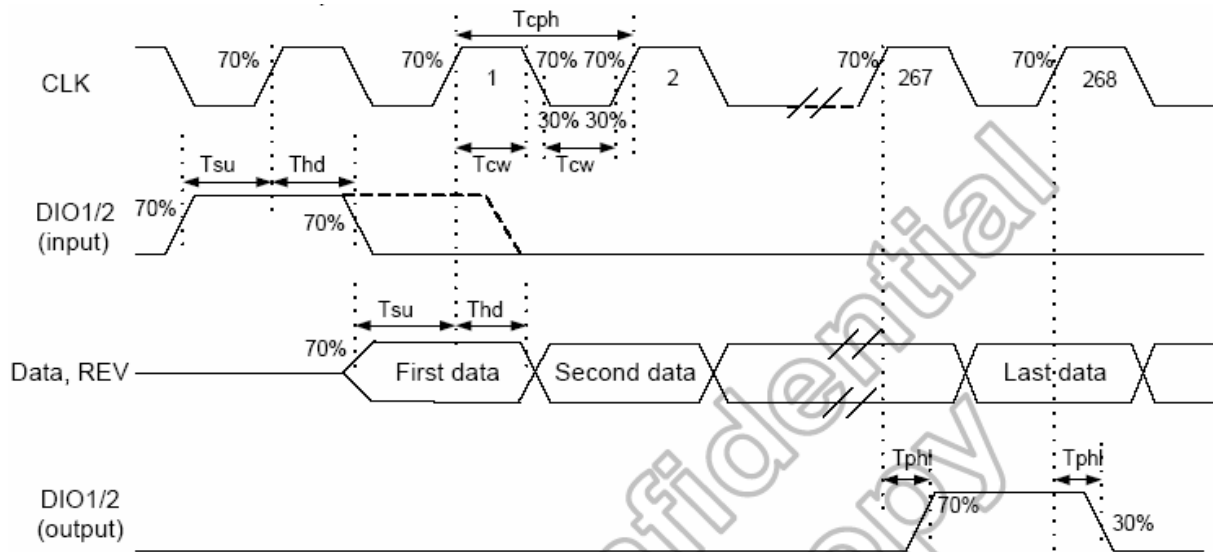 Tcph
70%
70%
70% 70%
70%
70%
CLK
1
2
267
268
30% 30%
Tsu
Thd
Tcw
Tcw
DIO1/2
(input)
70%
70%
Tsu
Thd
70%
Data, REV
First data
Second data
Last data
Tphl
Tphl
DIO1/2
(output)
70%
30%